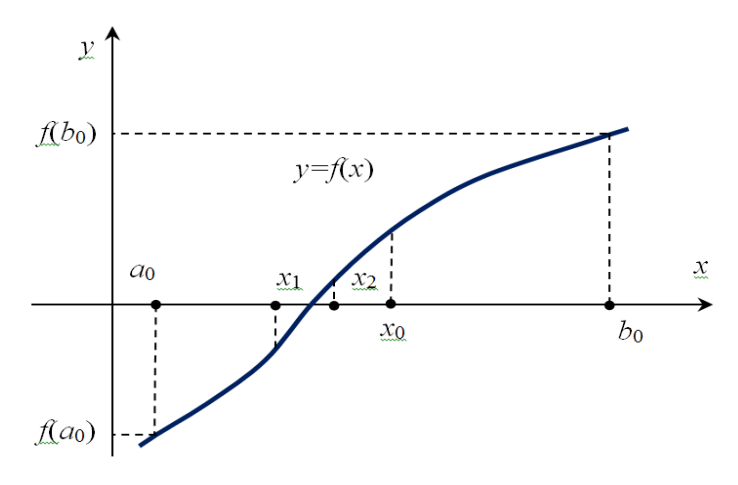 y
f(b₀)
y=f(x)
a₀
x₁
x₂
x
x₀
b₀
f(a₀)